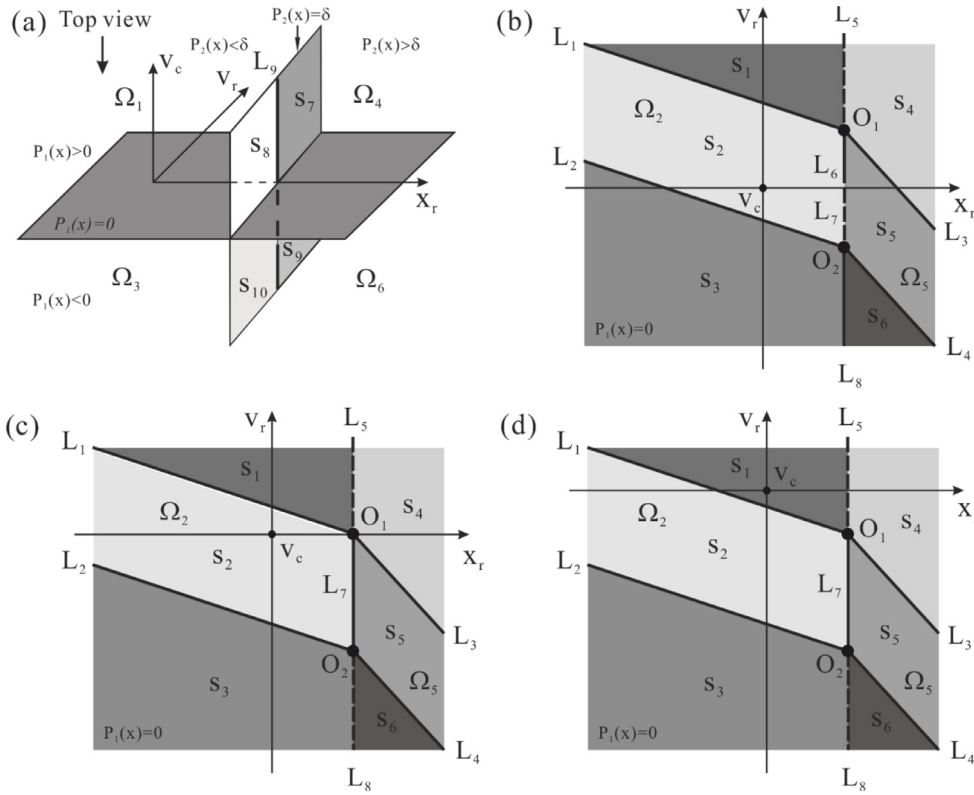 (a)
Top view
P₂(x)=δ
P₂(x)<δ
P₂(x)>δ
L₉
V_c
V_r
Ω₁
S₇
Ω₄
P₁(x)>0
S₈
X_r
P₁(x)=0
Ω₃
S₉
S₁₀
Ω₆
P₁(x)<0
(b)
V_r
L₅
L₁
S₁
S₄
Ω₂
O₁
S₂
L₂
L₆
X_r
V_c
L₇
S₅
L₃
O₂
S₃
Ω₅
S₆
P₁(x)=0
L₄
L₈
(c)
V_r
L₅
L₁
S₁
S₄
Ω₂
O₁
X_r
V_c
L₂
S₂
L₇
S₅
L₃
O₂
S₃
Ω₅
S₆
P₁(x)=0
L₄
L₈
(d)
V_r
L₅
L₁
S₁
V_c
S₄
X
Ω₂
O₁
L₂
S₂
L₇
S₅
L₃
O₂
S₃
Ω₅
S₆
P₁(x)=0
L₄
L₈